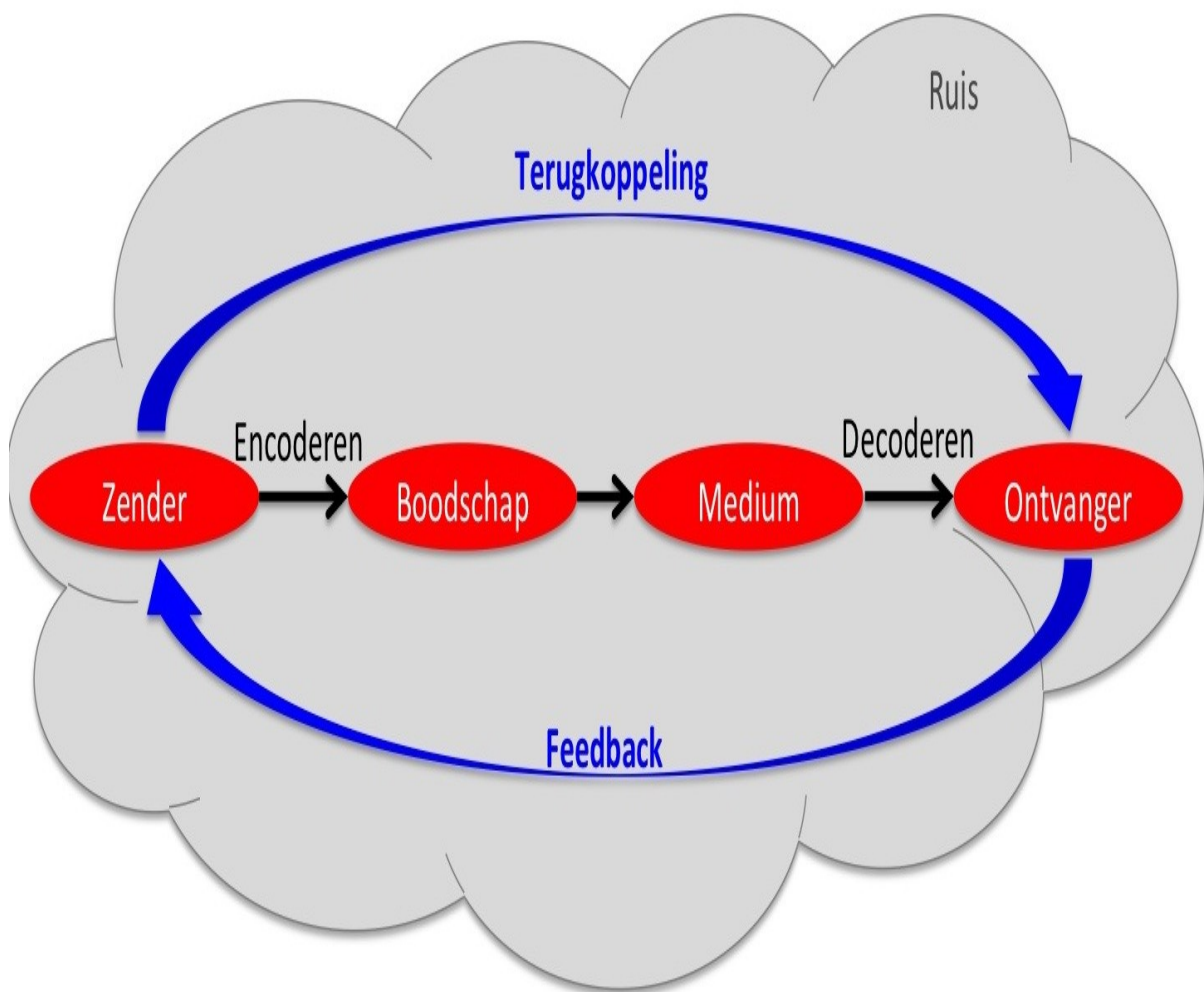 Ruis
Terugkoppeling
Encoderen
Decoderen
Zender
Boodschap
Medium
Ontvanger
Feedback